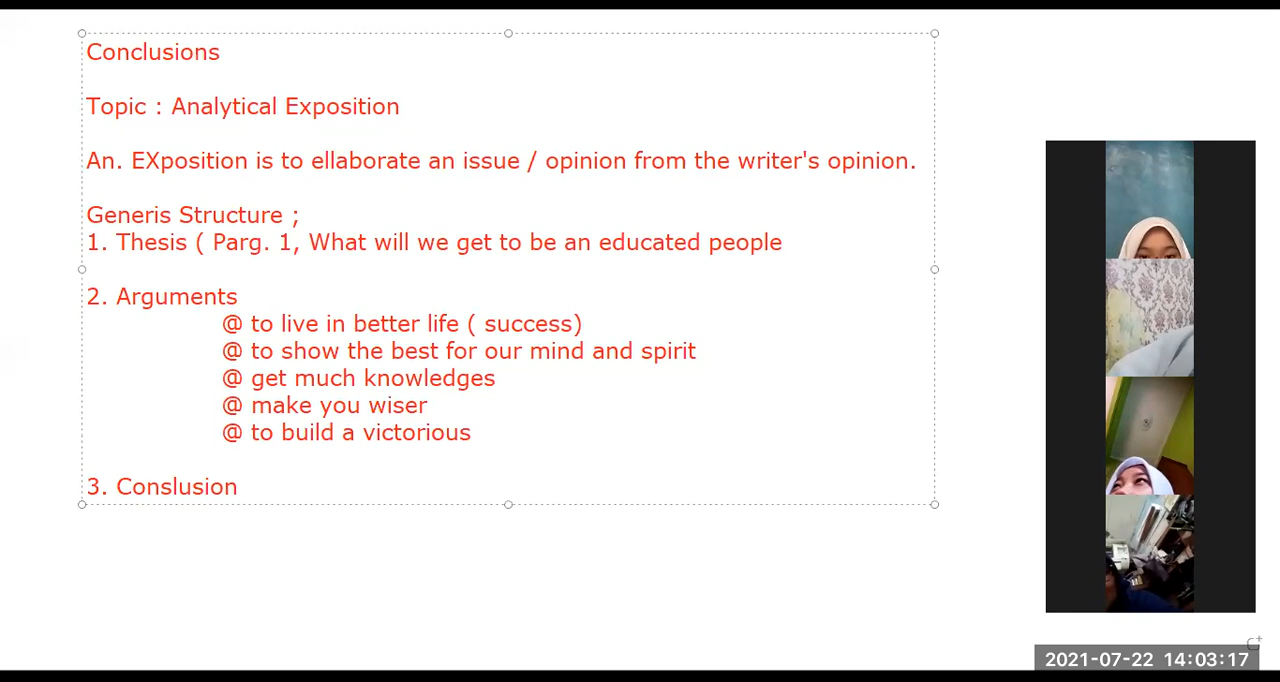 Conclusions
Topic : Analytical Exposition
An. EXposition is to ellaborate an issue / opinion from the writer's opinion.
Generis Structure ;
1. Thesis ( Parg. 1, What will we get to be an educated people
2. Arguments
@ to live in better life ( success)
@ to show the best for our mind and spirit
@ get much knowledges
@ make you wiser
@ to build a victorious
3. Conslusion
2021-07-22 14:03:17